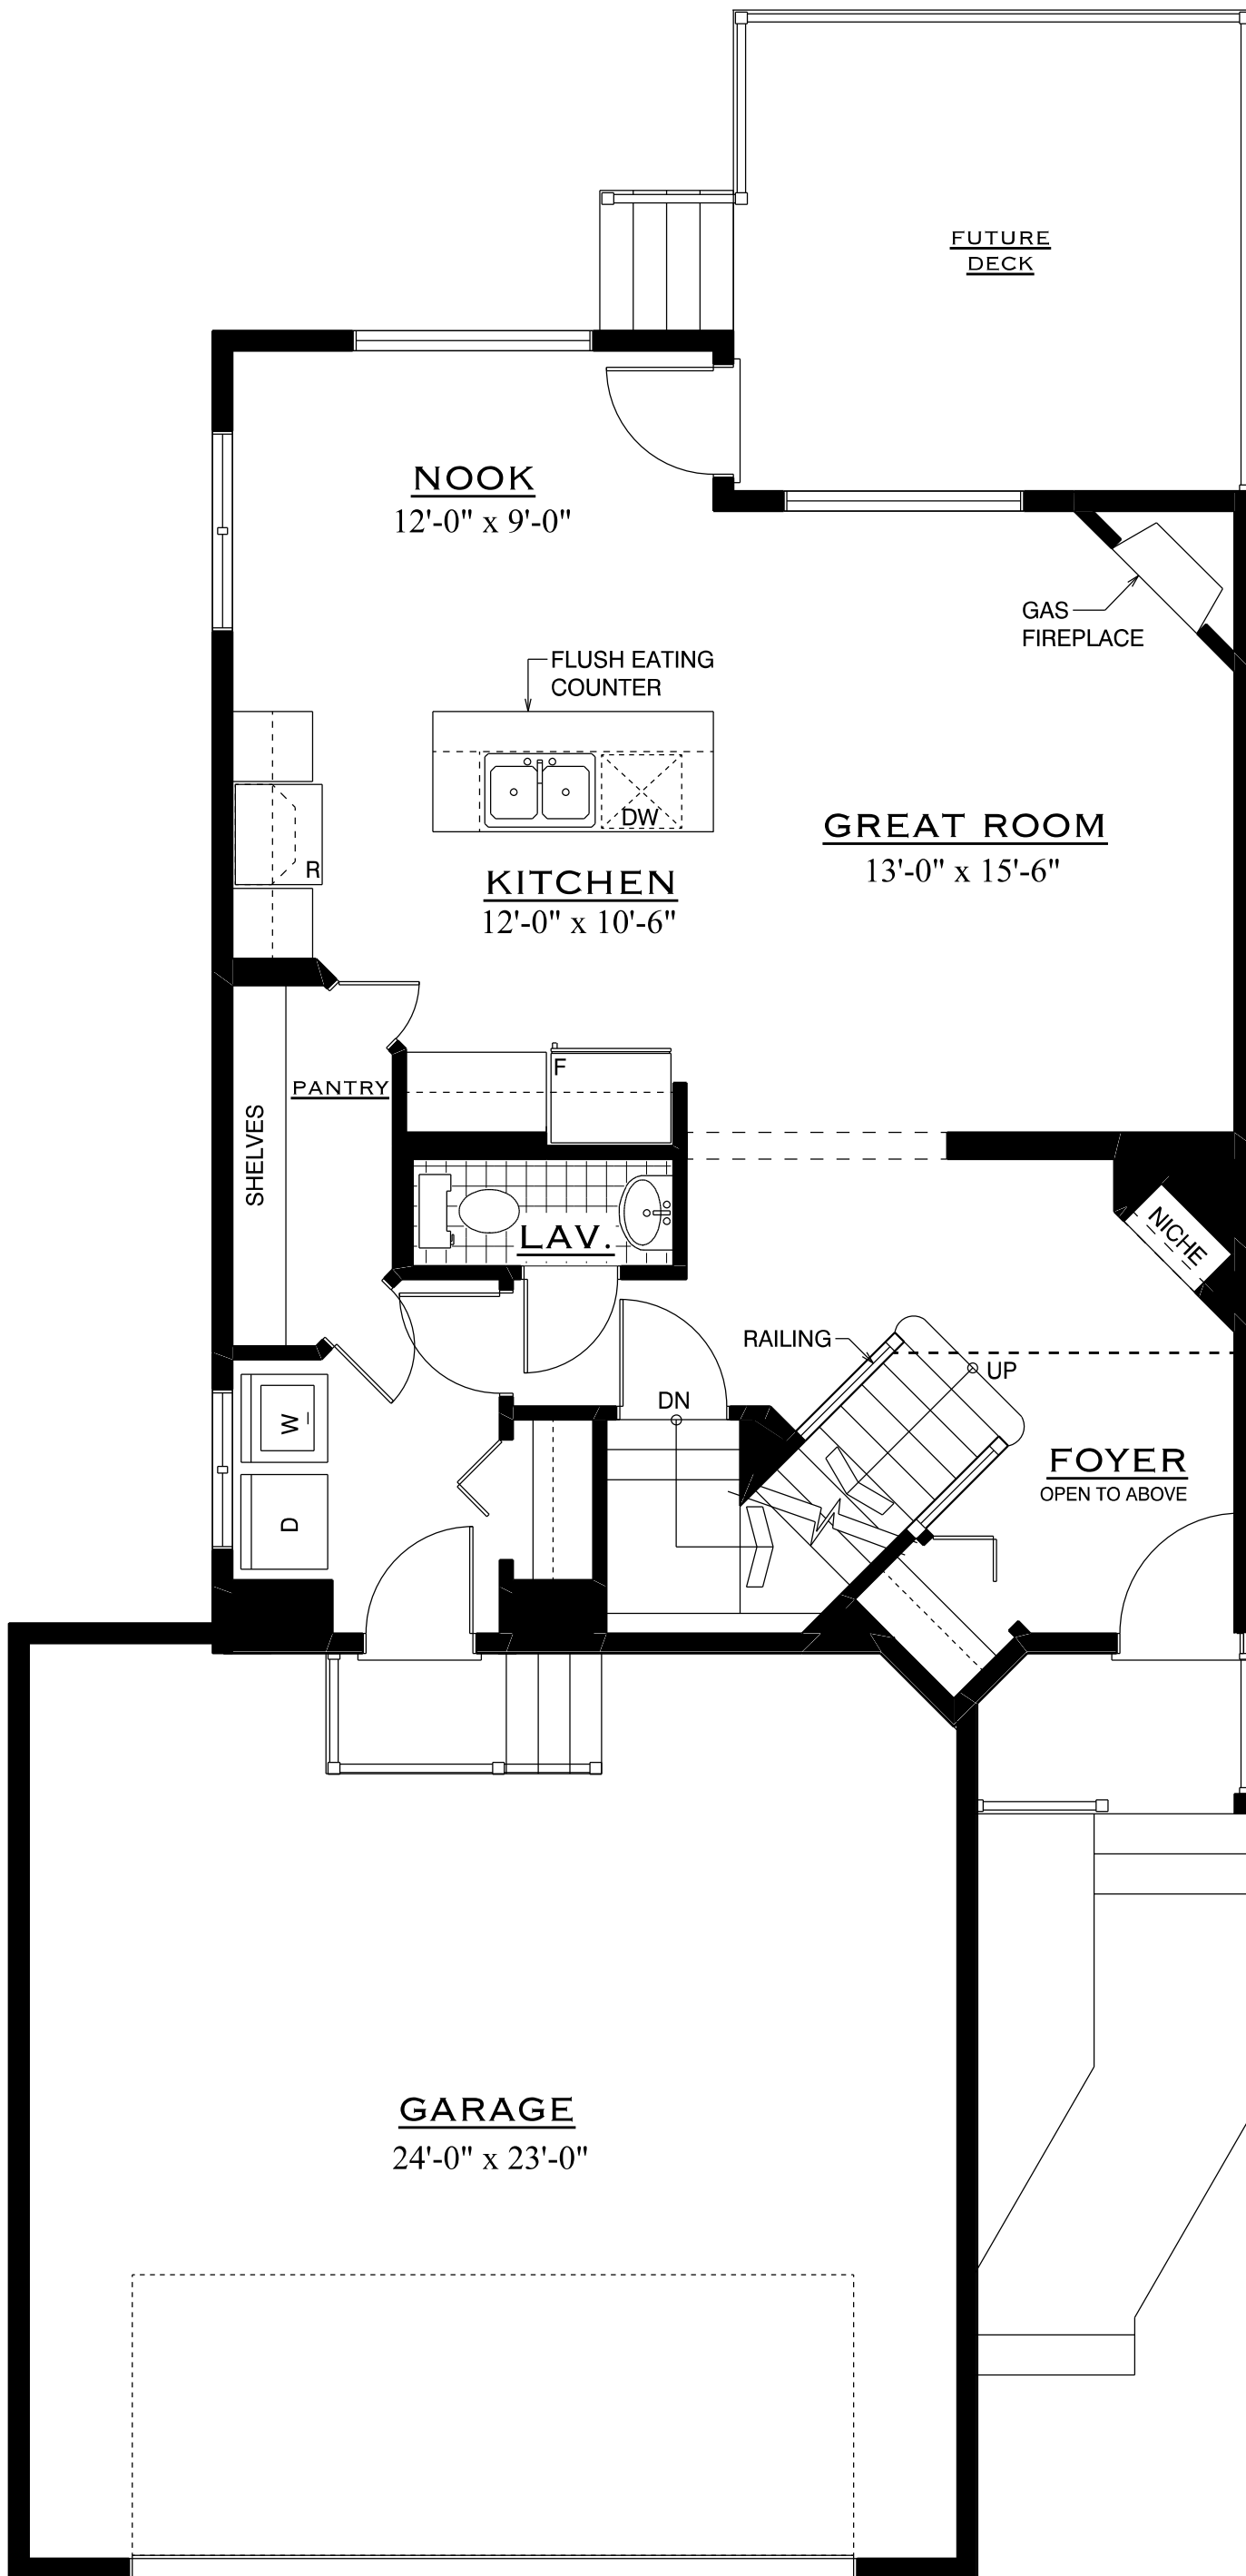 FUTURE
DECK
NOOK
12'-0" x 9'-0"
GAS
FIREPLACE
FLUSH EATING
COUNTER
DW
R
GREAT ROOM
13'-0" x 15'-6"
KITCHEN
12'-0" x 10'-6"
F
PANTRY
SHELVES
LAV.
NICHE
RAILING
UP
DN
W
D
FOYER
OPEN TO ABOVE
GARAGE
24'-0" x 23'-0"